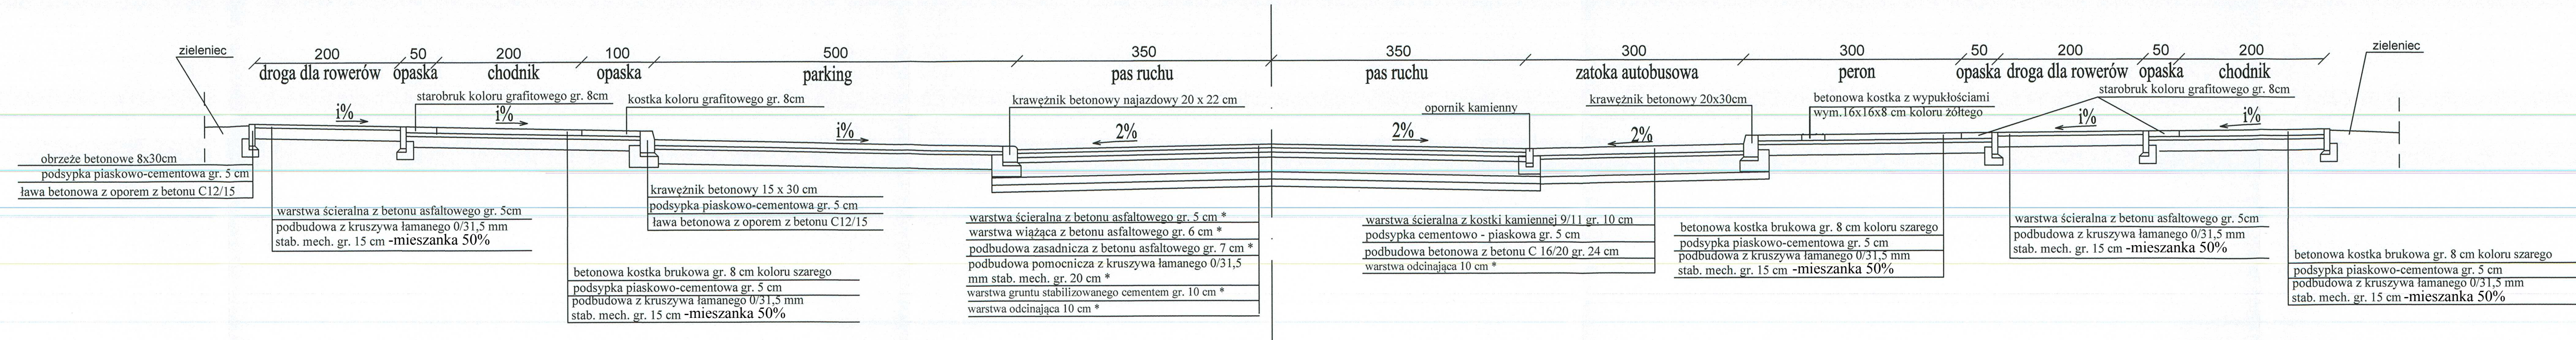 zieleniec
200
droga dla rowerów
50
opaska
200
chodnik
100
opaska
500
parking
350
pas ruchu
350
pas ruchu
300
zatoka autobusowa
300
peron
50
opaska
200
droga dla rowerów
50
opaska
200
chodnik
zieleniec
starobruk koloru grafitowego gr. 8cm
kostka koloru grafitowego gr. 8cm
krawężnik betonowy najazdowy 20 x 22 cm
opornik kamienny
krawężnik betonowy 20x30cm
betonowa kostka z wypukłościami
wym.16x16x8 cm koloru żółtego
starobruk koloru grafitowego gr. 8cm
i%
i%
i%
2%
2%
2%
i%
i%
obrzeże betonowe 8x30cm
podsypka piaskowo-cementowa gr. 5 cm
ława betonowa z oporem z betonu C12/15
warstwa ścieralna z betonu asfaltowego gr. 5cm
podbudowa z kruszywa łamanego 0/31,5 mm
stab. mech. gr. 15 cm -mieszanka 50%
betonowa kostka brukowa gr. 8 cm koloru szarego
podsypka piaskowo-cementowa gr. 5 cm
podbudowa z kruszywa łamanego 0/31,5 mm
stab. mech. gr. 15 cm -mieszanka 50%
krawężnik betonowy 15 x 30 cm
podsypka piaskowo-cementowa gr. 5 cm
ława betonowa z oporem z betonu C12/15
warstwa ścieralna z betonu asfaltowego gr. 5 cm *
warstwa wiążąca z betonu asfaltowego gr. 6 cm *
podbudowa zasadnicza z betonu asfaltowego gr. 7 cm *
podbudowa pomocnicza z kruszywa łamanego 0/31,5
mm stab. mech. gr. 20 cm *
warstwa gruntu stabilizowanego cementem gr. 10 cm *
warstwa odcinająca 10 cm *
warstwa ścieralna z kostki kamiennej 9/11 gr. 10 cm
podsypka cementowo - piaskowa gr. 5 cm
podbudowa betonowa z betonu C 16/20 gr. 24 cm
warstwa odcinająca 10 cm *
betonowa kostka brukowa gr. 8 cm koloru szarego
podsypka piaskowo-cementowa gr. 5 cm
podbudowa z kruszywa łamanego 0/31,5 mm
stab. mech. gr. 15 cm -mieszanka 50%
warstwa ścieralna z betonu asfaltowego gr. 5cm
podbudowa z kruszywa łamanego 0/31,5 mm
stab. mech. gr. 15 cm -mieszanka 50%
betonowa kostka brukowa gr. 8 cm koloru szarego
podsypka piaskowo-cementowa gr. 5 cm
podbudowa z kruszywa łamanego 0/31,5 mm
stab. mech. gr. 15 cm -mieszanka 50%